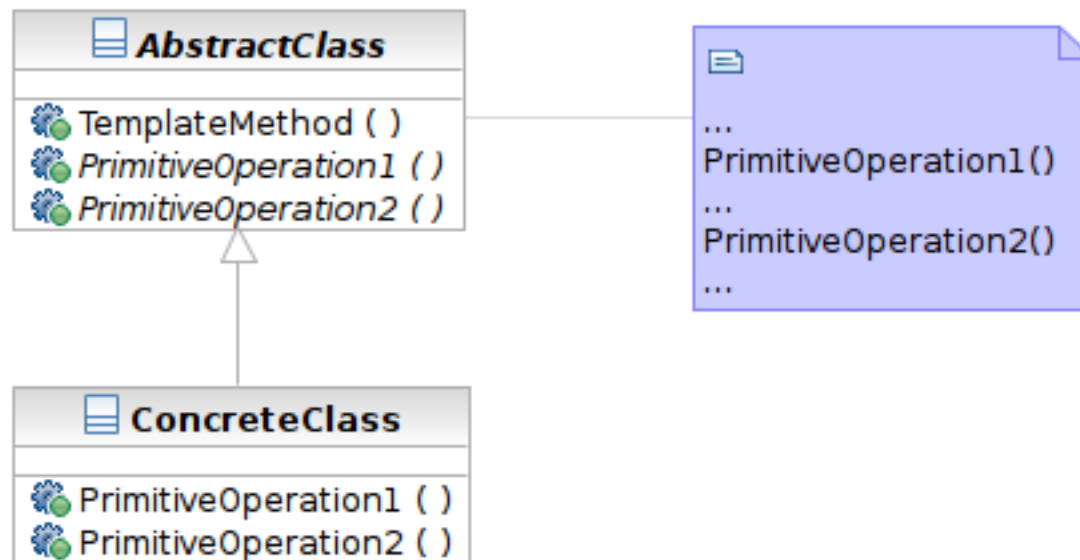 AbstractClass
TemplateMethod ( )
PrimitiveOperation1 ( )
PrimitiveOperation2 ( )
...
PrimitiveOperation1()
...
PrimitiveOperation2()
...
ConcreteClass
PrimitiveOperation1 ( )
PrimitiveOperation2 ( )